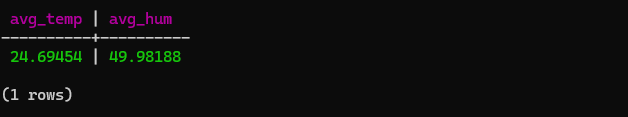 avg_temp | avg_hum
----------+----------
24.69454 | 49.98188
(1 rows)